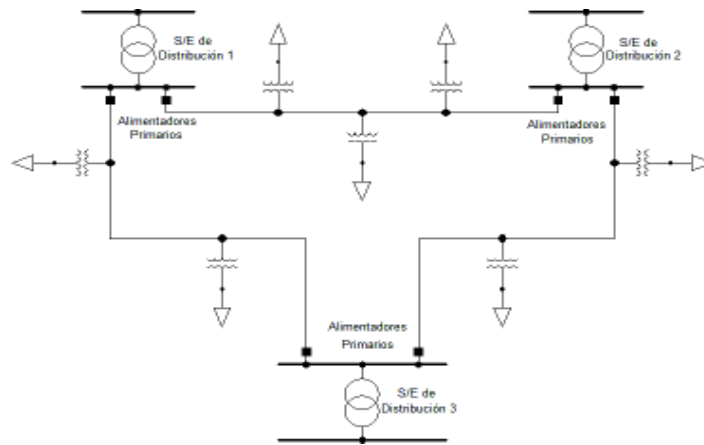 S/E de
Distribución 1
S/E de
Distribución 2
Alimentadores
Primarios
Alimentadores
Primarios
Alimentadores
Primarios
S/E de
Distribución 3